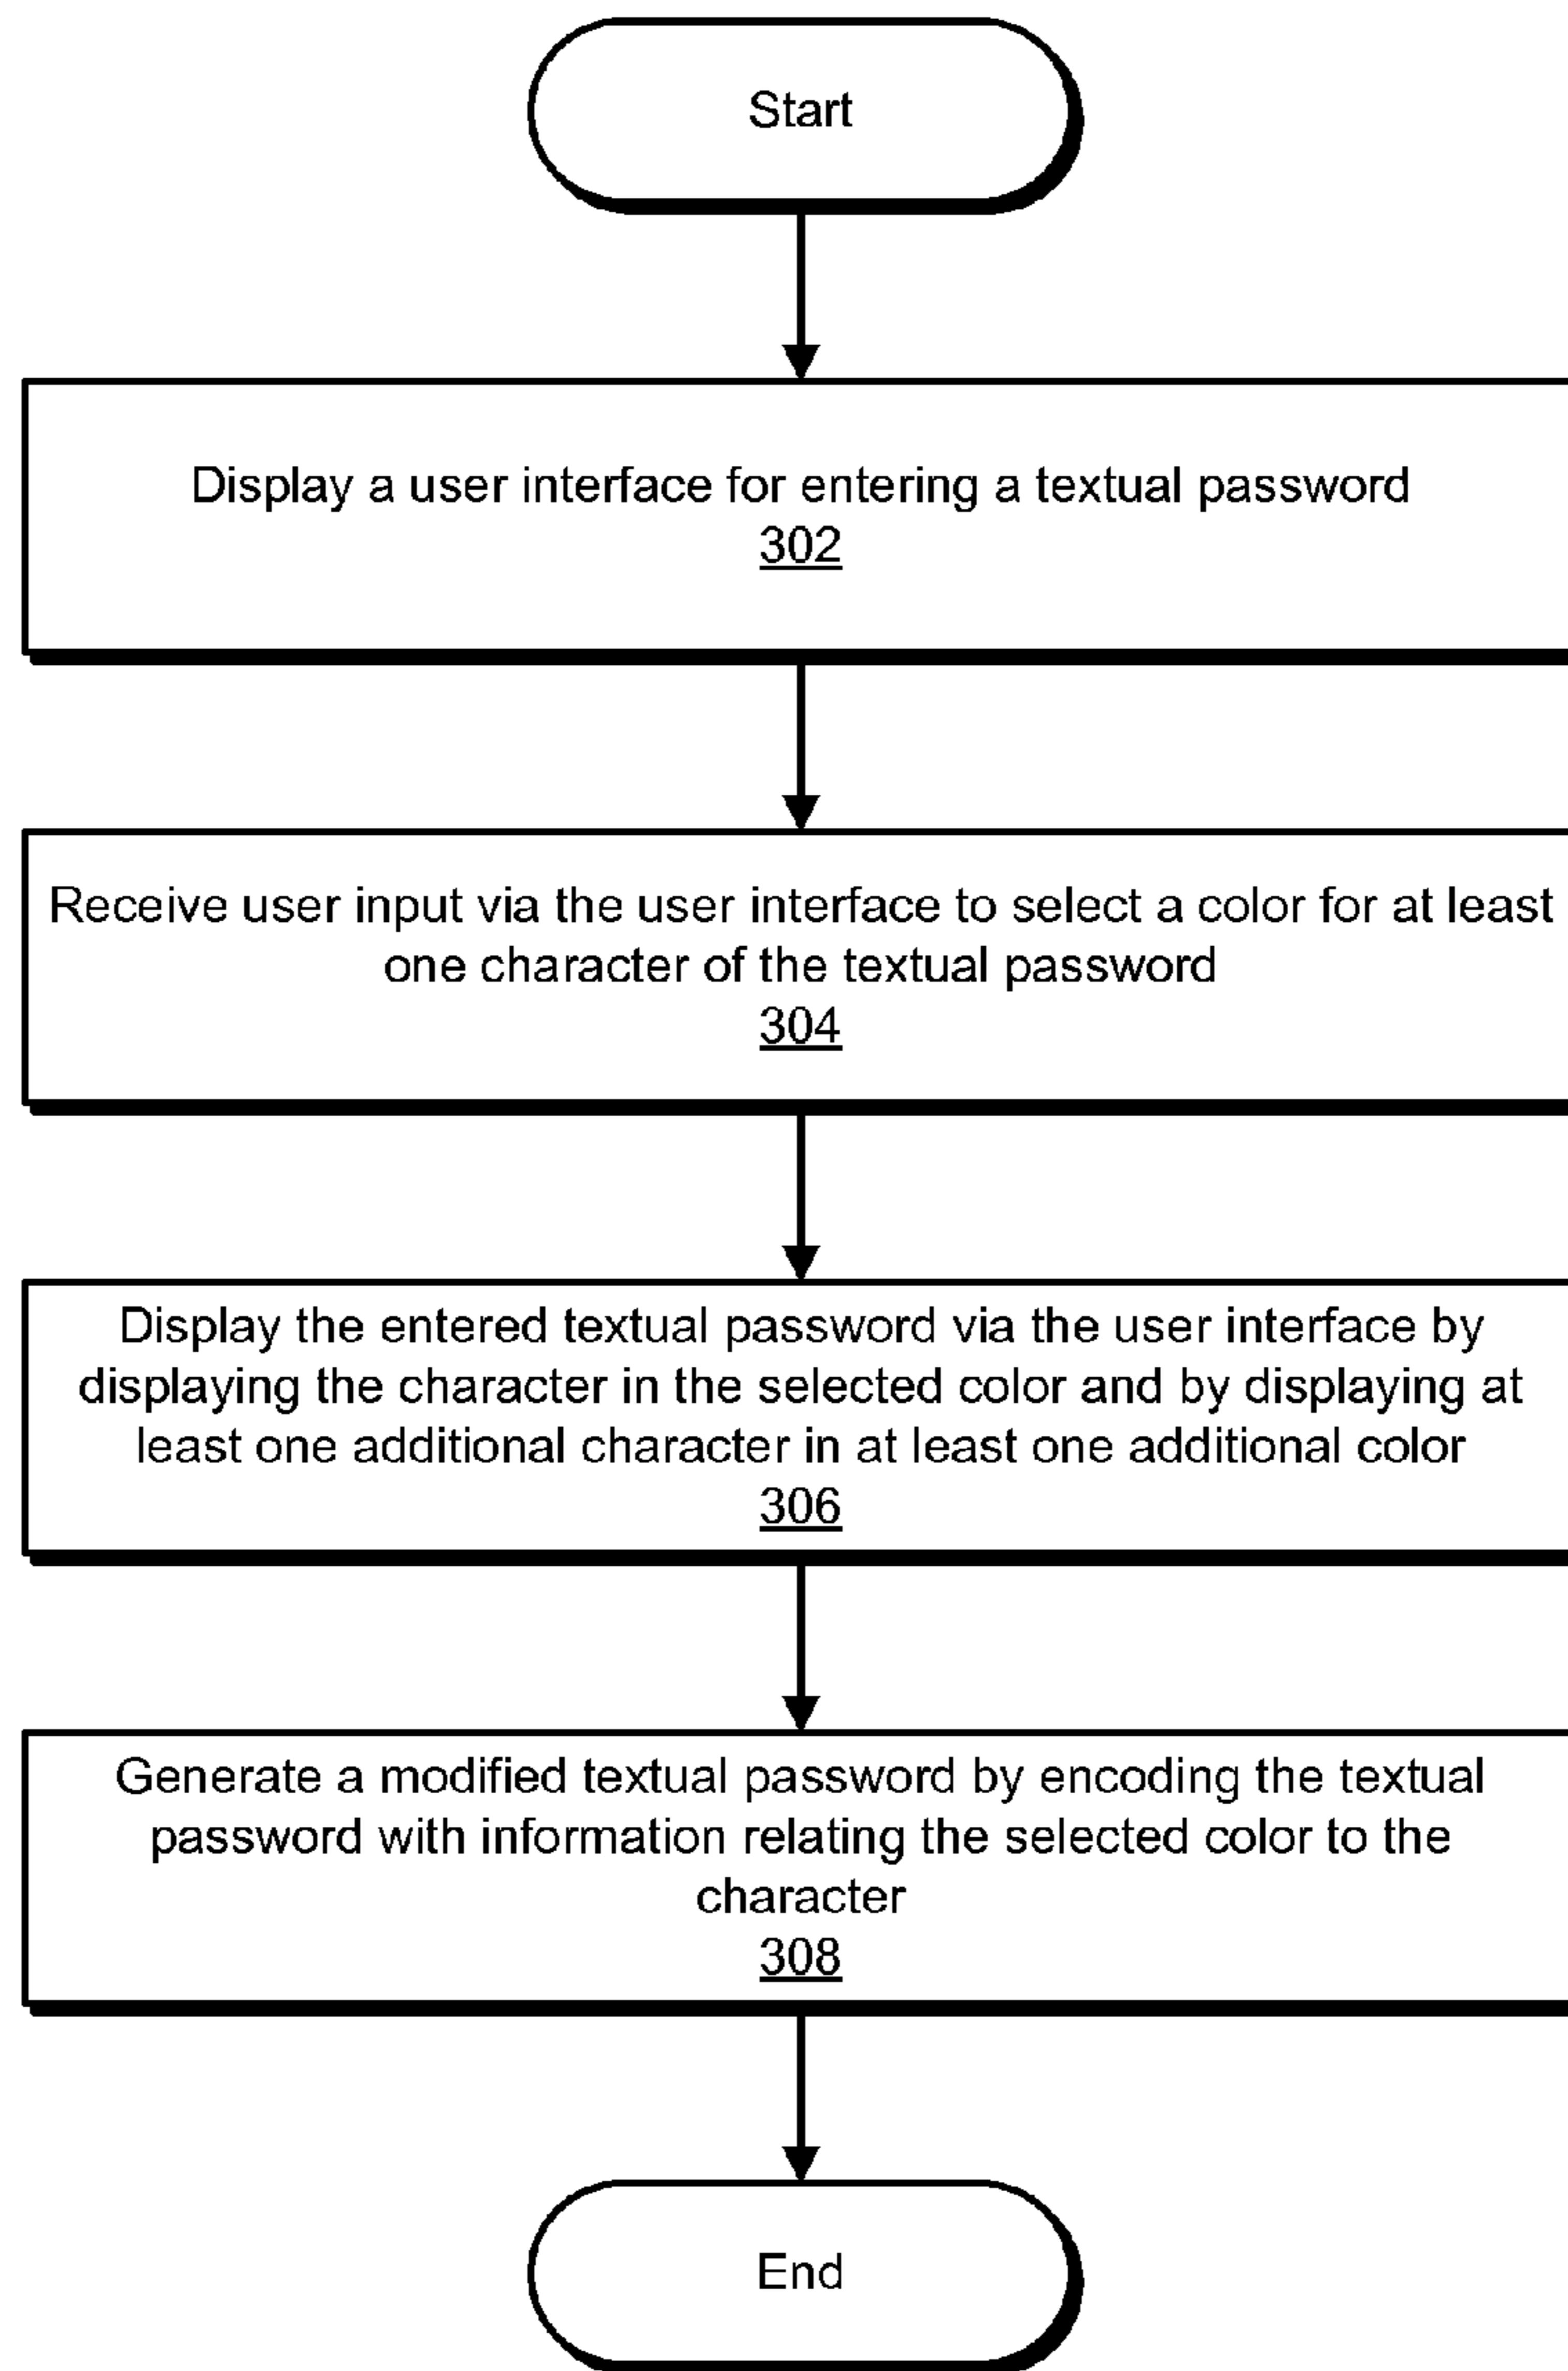 Start
Display a user interface for entering a textual password
302
Receive user input via the user interface to select a color for at least
one character of the textual password
304
Display the entered textual password via the user interface by
displaying the character in the selected color and by displaying at
least one additional character in at least one additional color
306
Generate a modified textual password by encoding the textual
password with information relating the selected color to the
character
308
End